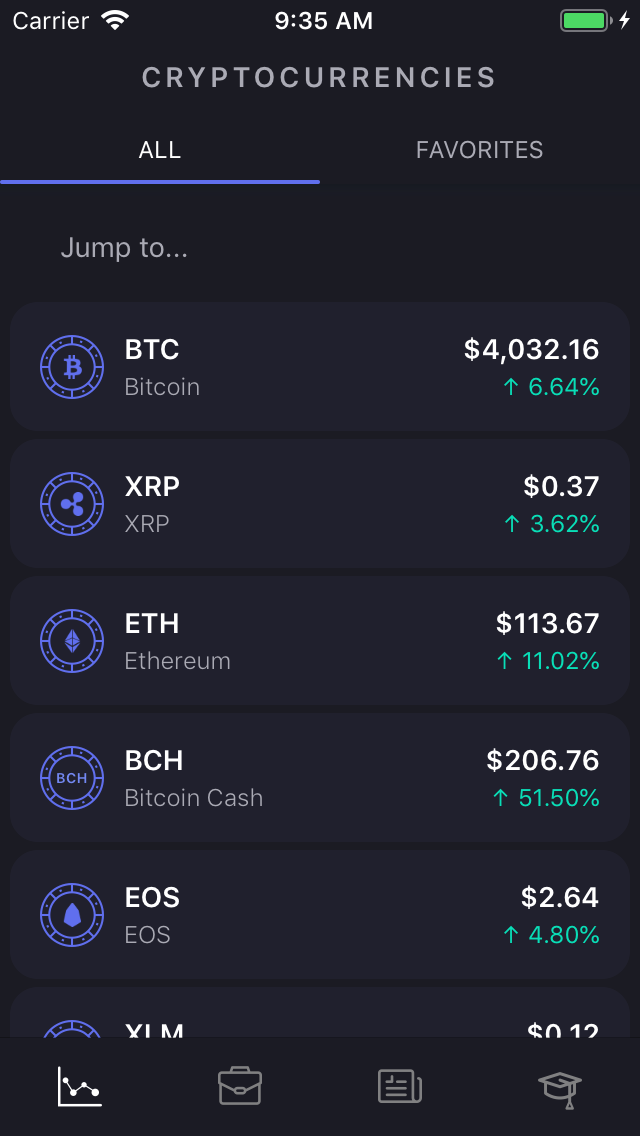 Carrier 9:35 AM
CRYPTOCURRENCIES
ALL FAVORITES
Jump to...
BTC $4,032.16
Bitcoin ↑ 6.64%
XRP $0.37
XRP ↑ 3.62%
ETH $113.67
Ethereum ↑ 11.02%
BCH BCH $206.76
Bitcoin Cash ↑ 51.50%
EOS $2.64
EOS ↑ 4.80%
XLM $0.12